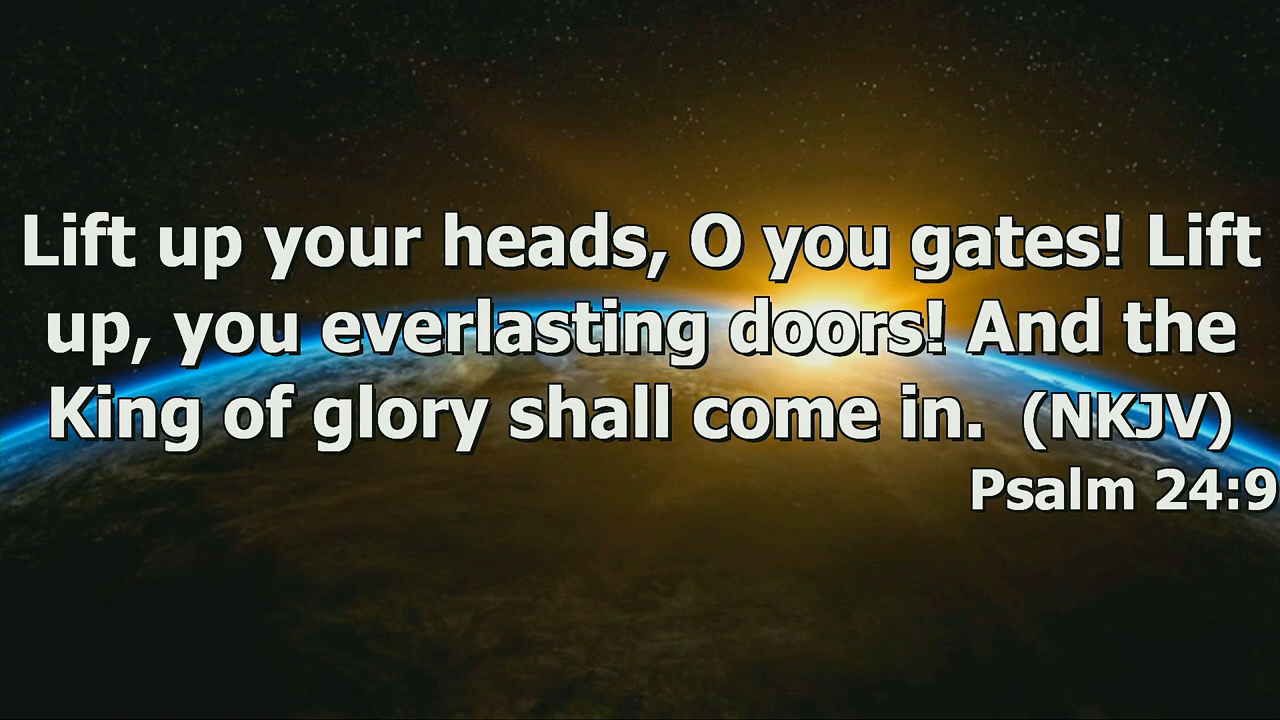 Lift up your heads, O you gates! Lift
up, you everlasting doors! And the
King of glory shall come in. (NKJV)
Psalm 24:9